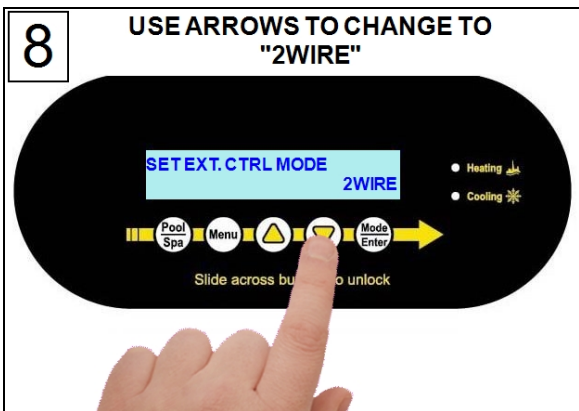 8
USE ARROWS TO CHANGE TO
"2WIRE"
SET EXT. CTRL MODE
2WIRE
Heating
Cooling
Pool
Spa
Menu
Mode
Enter
Slide across bu o unlock